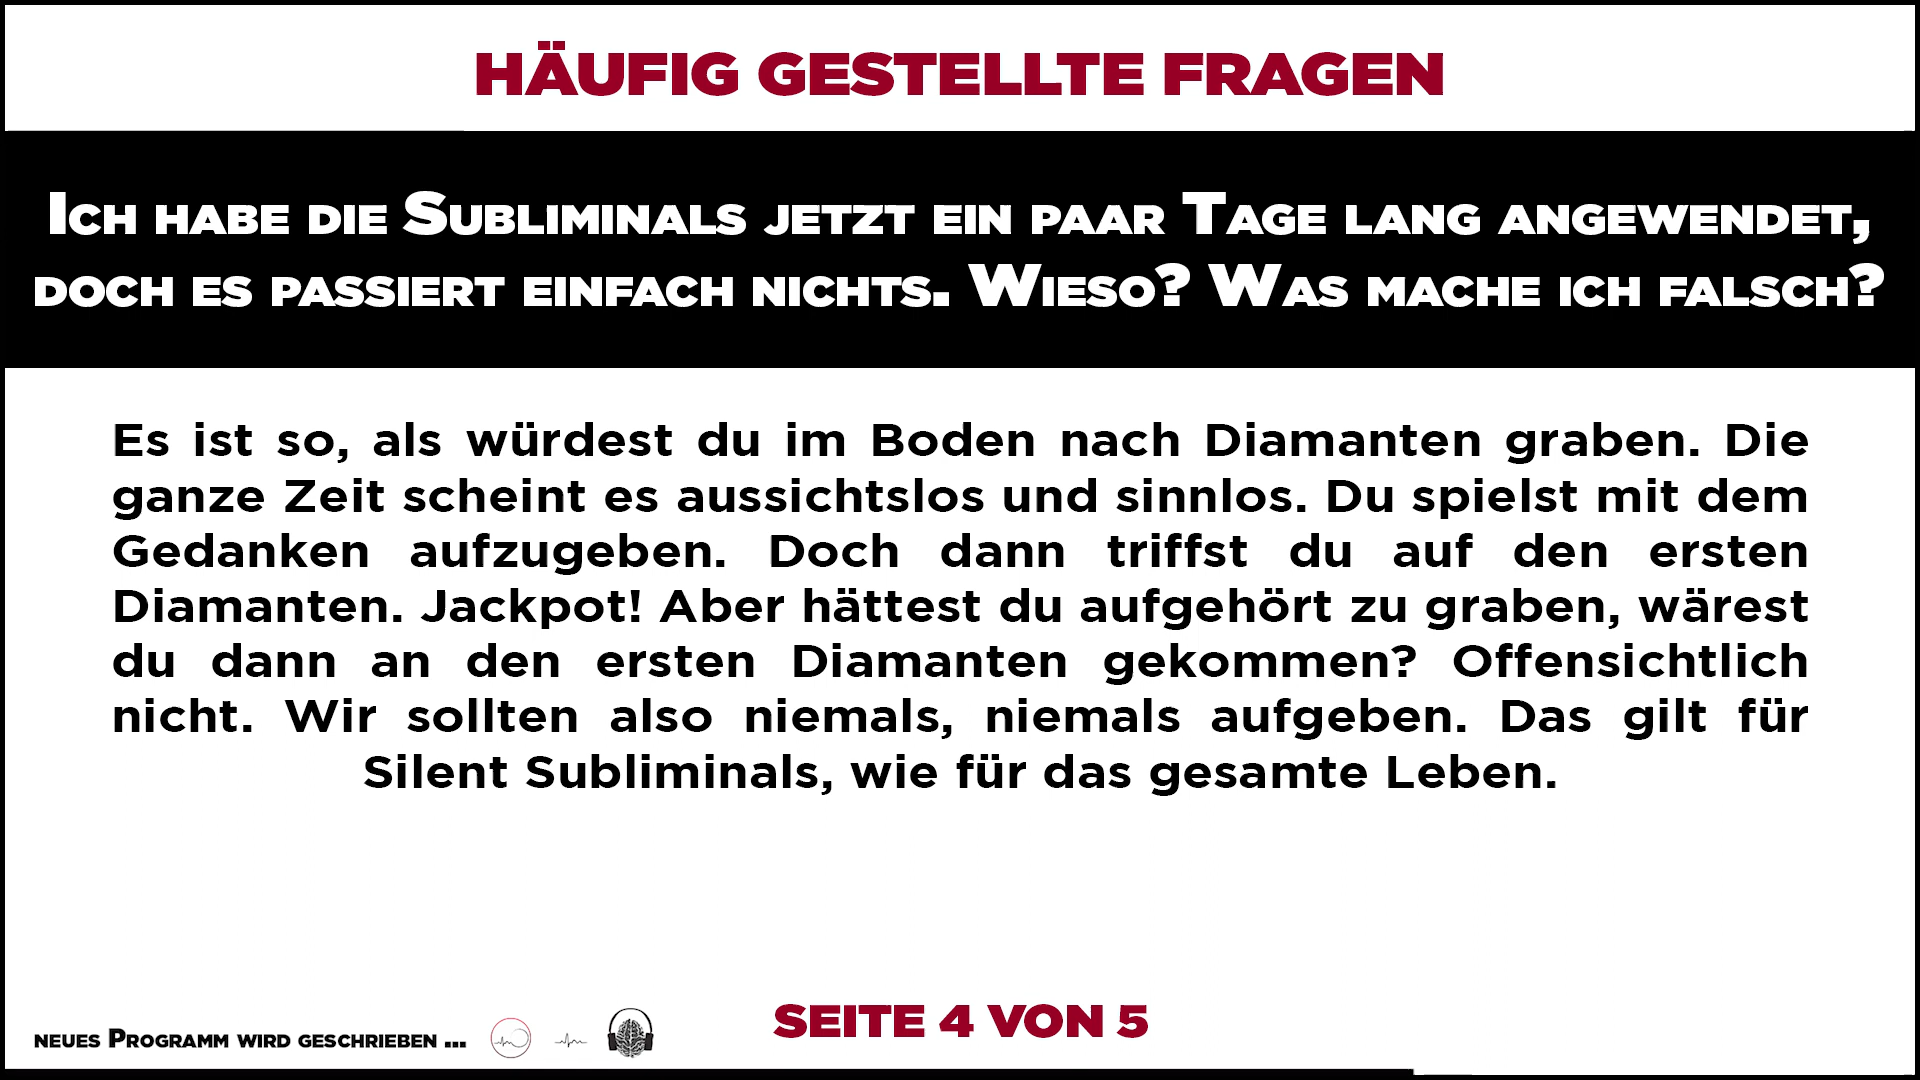 HÄUFIG GESTELLTE FRAGEN
Ich habe die Subliminals jetzt ein paar Tage lang angewendet,
doch es passiert einfach nichts. Wieso? Was mache ich falsch?
Es ist so, als würdest du im Boden nach Diamanten graben. Die
ganze Zeit scheint es aussichtslos und sinnlos. Du spielst mit dem
Gedanken aufzugeben. Doch dann triffst du auf den ersten
Diamanten. Jackpot! Aber hättest du aufgehört zu graben, wärest
du dann an den ersten Diamanten gekommen? Offensichtlich
nicht. Wir sollten also niemals, niemals aufgeben. Das gilt für
Silent Subliminals, wie für das gesamte Leben.
neues Programm wird geschrieben ...
SEITE 4 VON 5